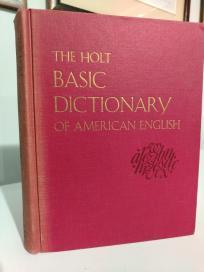 THE HOLT
BASIC
DICTIONARY
OF AMERICAN ENGLISH